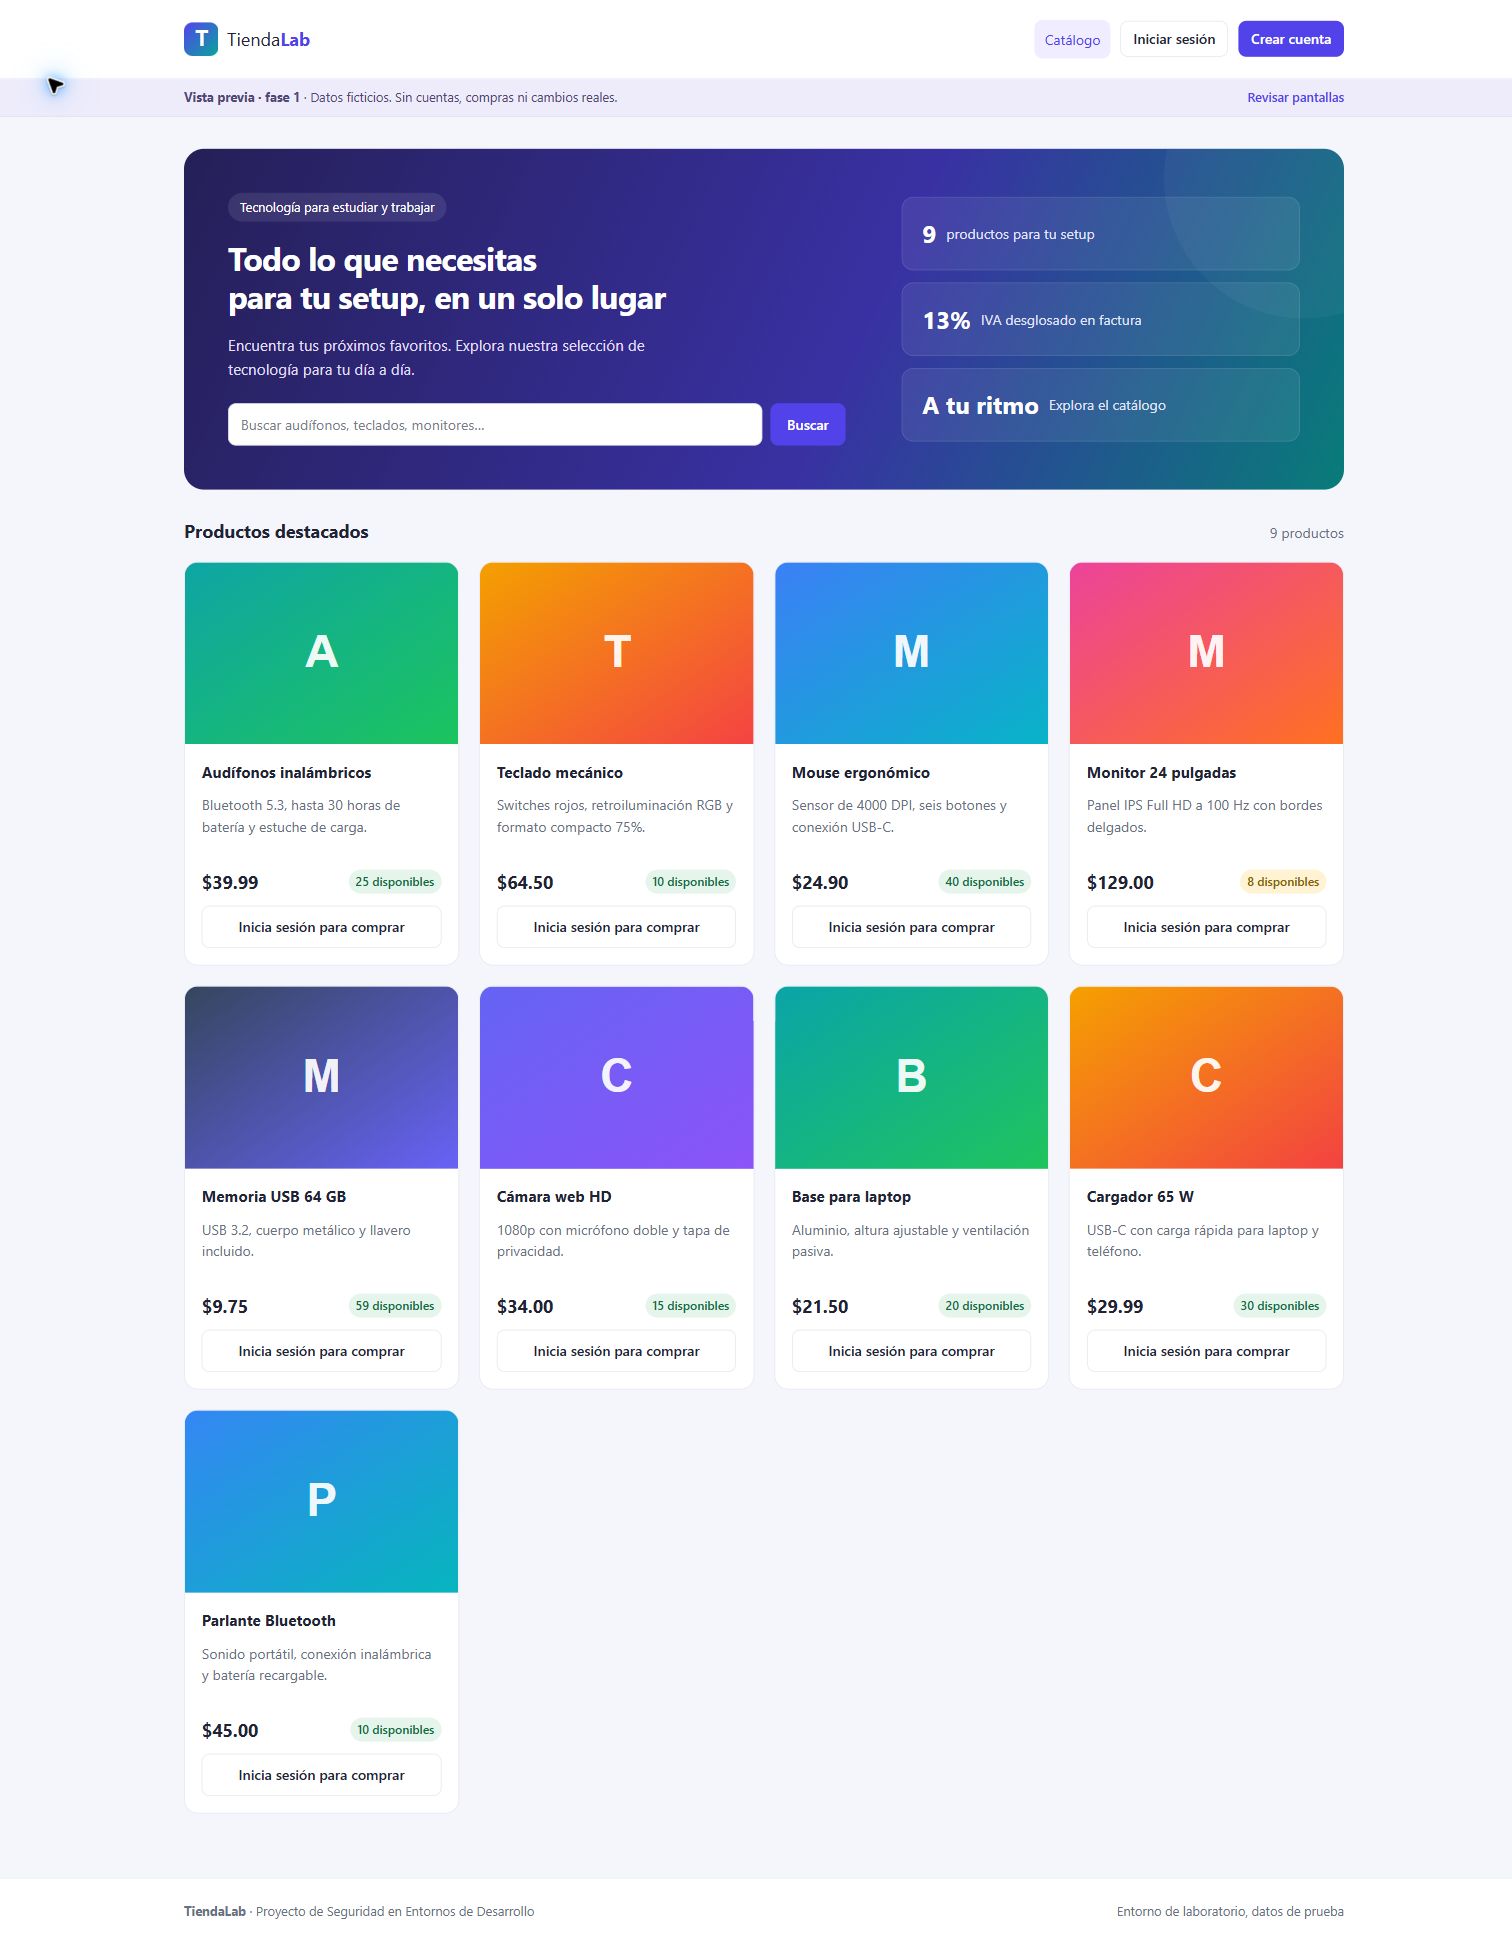 T TiendaLab
Catálogo
Iniciar sesión
Crear cuenta
Vista previa · fase 1 · Datos ficticios. Sin cuentas, compras ni cambios reales.
Revisar pantallas
Tecnología para estudiar y trabajar
Todo lo que necesitas
para tu setup, en un solo lugar
Encuentra tus próximos favoritos. Explora nuestra selección de
tecnología para tu día a día.
Buscar audífonos, teclados, monitores...
Buscar
9 productos para tu setup
13% IVA desglosado en factura
A tu ritmo Explora el catálogo
Productos destacados
9 productos
A
Audífonos inalámbricos
Bluetooth 5.3, hasta 30 horas de
batería y estuche de carga.
$39.99
25 disponibles
Inicia sesión para comprar
T
Teclado mecánico
Switches rojos, retroiluminación RGB y
formato compacto 75%.
$64.50
10 disponibles
Inicia sesión para comprar
M
Mouse ergonómico
Sensor de 4000 DPI, seis botones y
conexión USB-C.
$24.90
40 disponibles
Inicia sesión para comprar
M
Monitor 24 pulgadas
Panel IPS Full HD a 100 Hz con bordes
delgados.
$129.00
8 disponibles
Inicia sesión para comprar
M
Memoria USB 64 GB
USB 3.2, cuerpo metálico y llavero
incluido.
$9.75
59 disponibles
Inicia sesión para comprar
C
Cámara web HD
1080p con micrófono doble y tapa de
privacidad.
$34.00
15 disponibles
Inicia sesión para comprar
B
Base para laptop
Aluminio, altura ajustable y ventilación
pasiva.
$21.50
20 disponibles
Inicia sesión para comprar
C
Cargador 65 W
USB-C con carga rápida para laptop y
teléfono.
$29.99
30 disponibles
Inicia sesión para comprar
P
Parlante Bluetooth
Sonido portátil, conexión inalámbrica
y batería recargable.
$45.00
10 disponibles
Inicia sesión para comprar
TiendaLab · Proyecto de Seguridad en Entornos de Desarrollo
Entorno de laboratorio, datos de prueba